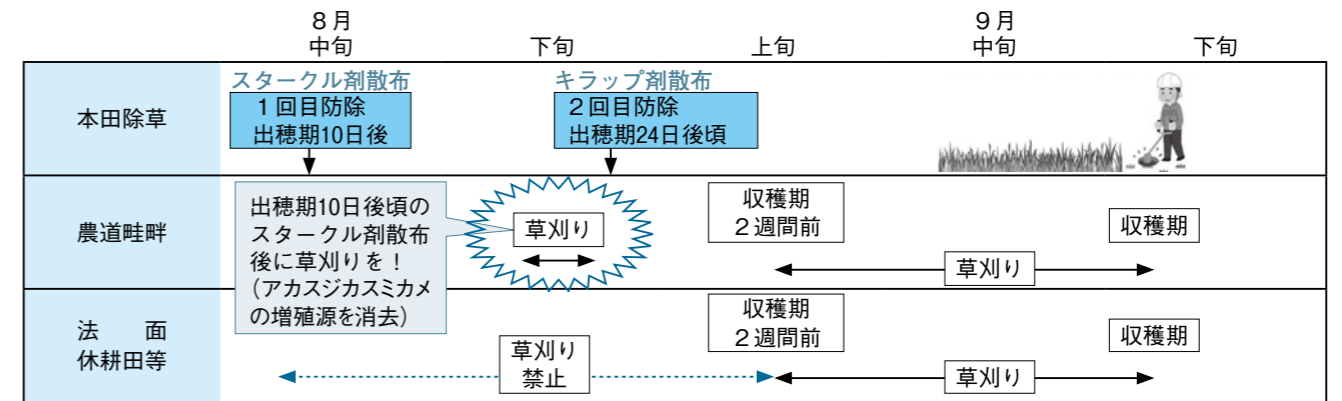 ８月
中旬
下旬
上旬
９月
中旬
下旬
本田除草
スタークル剤散布
１回目防除
出穂期10日後
キラップ剤散布
２回目防除
出穂期24日後頃
農道畦畔
出穂期10日後頃の
スタークル剤散布
後に草刈りを！
（アカスジカスミカメ
の増殖源を消去）
草刈り
収穫期
２週間前
草刈り
収穫期
法　　面
休耕田等
草刈り
禁止
収穫期
２週間前
草刈り
収穫期